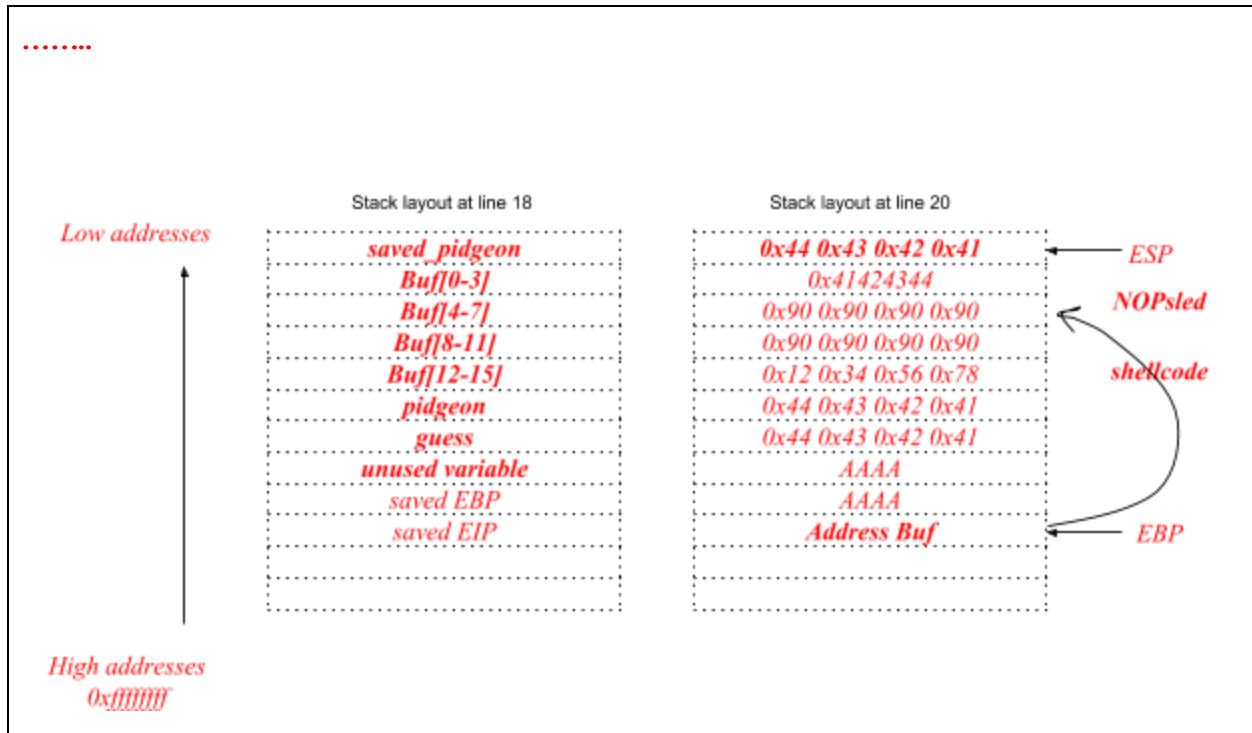 ........
Stack layout at line 18
Stack layout at line 20
Low addresses
saved_pidgeon
0x44 0x43 0x42 0x41
ESP
Buf[0-3]
0x41424344
Buf[4-7]
0x90 0x90 0x90 0x90
NOPsled
Buf[8-11]
0x90 0x90 0x90 0x90
Buf[12-15]
0x12 0x34 0x56 0x78
shellcode
pidgeon
0x44 0x43 0x42 0x41
guess
0x44 0x43 0x42 0x41
unused variable
AAAA
saved EBP
AAAA
saved EIP
Address Buf
EBP
High addresses
0xffffffff